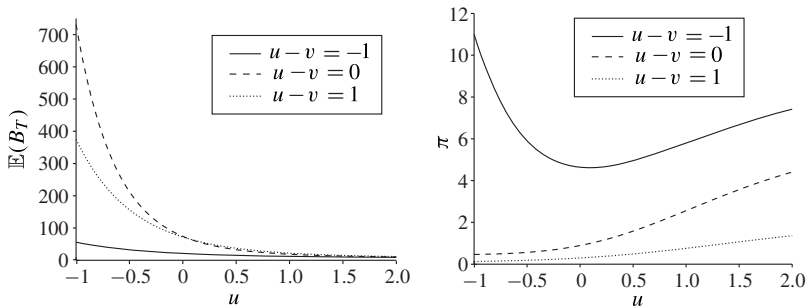 700
600
500
400
300
200
100
0
𝔼(B_T)
−1
−0.5
0
0.5
1.0
1.5
2.0
u
u − v = −1
u − v = 0
u − v = 1
12
10
8
6
4
2
0
π
−1
−0.5
0
0.5
1.0
1.5
2.0
u
u − v = −1
u − v = 0
u − v = 1